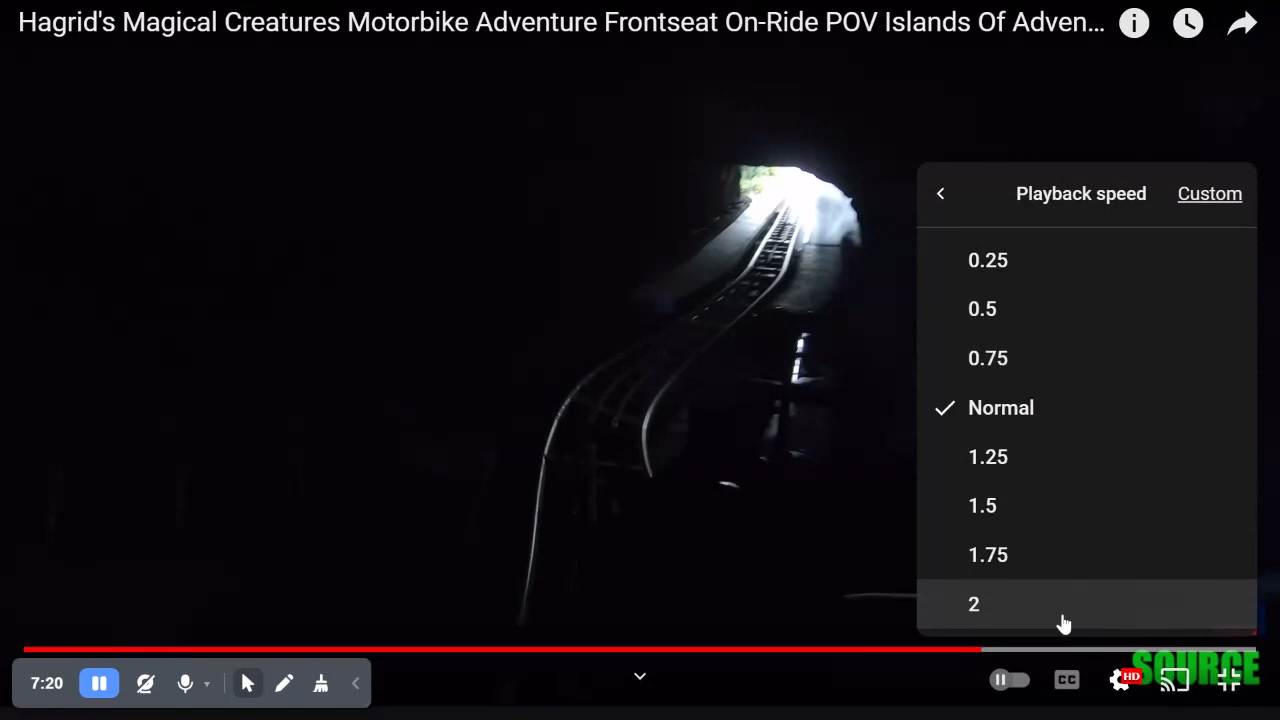 Hagrid's Magical Creatures Motorbike Adventure Frontseat On-Ride POV Islands Of Adven...
Playback speed
Custom
0.25
0.5
0.75
Normal
1.25
1.5
1.75
2
SOURCE
7:20
CC
HD